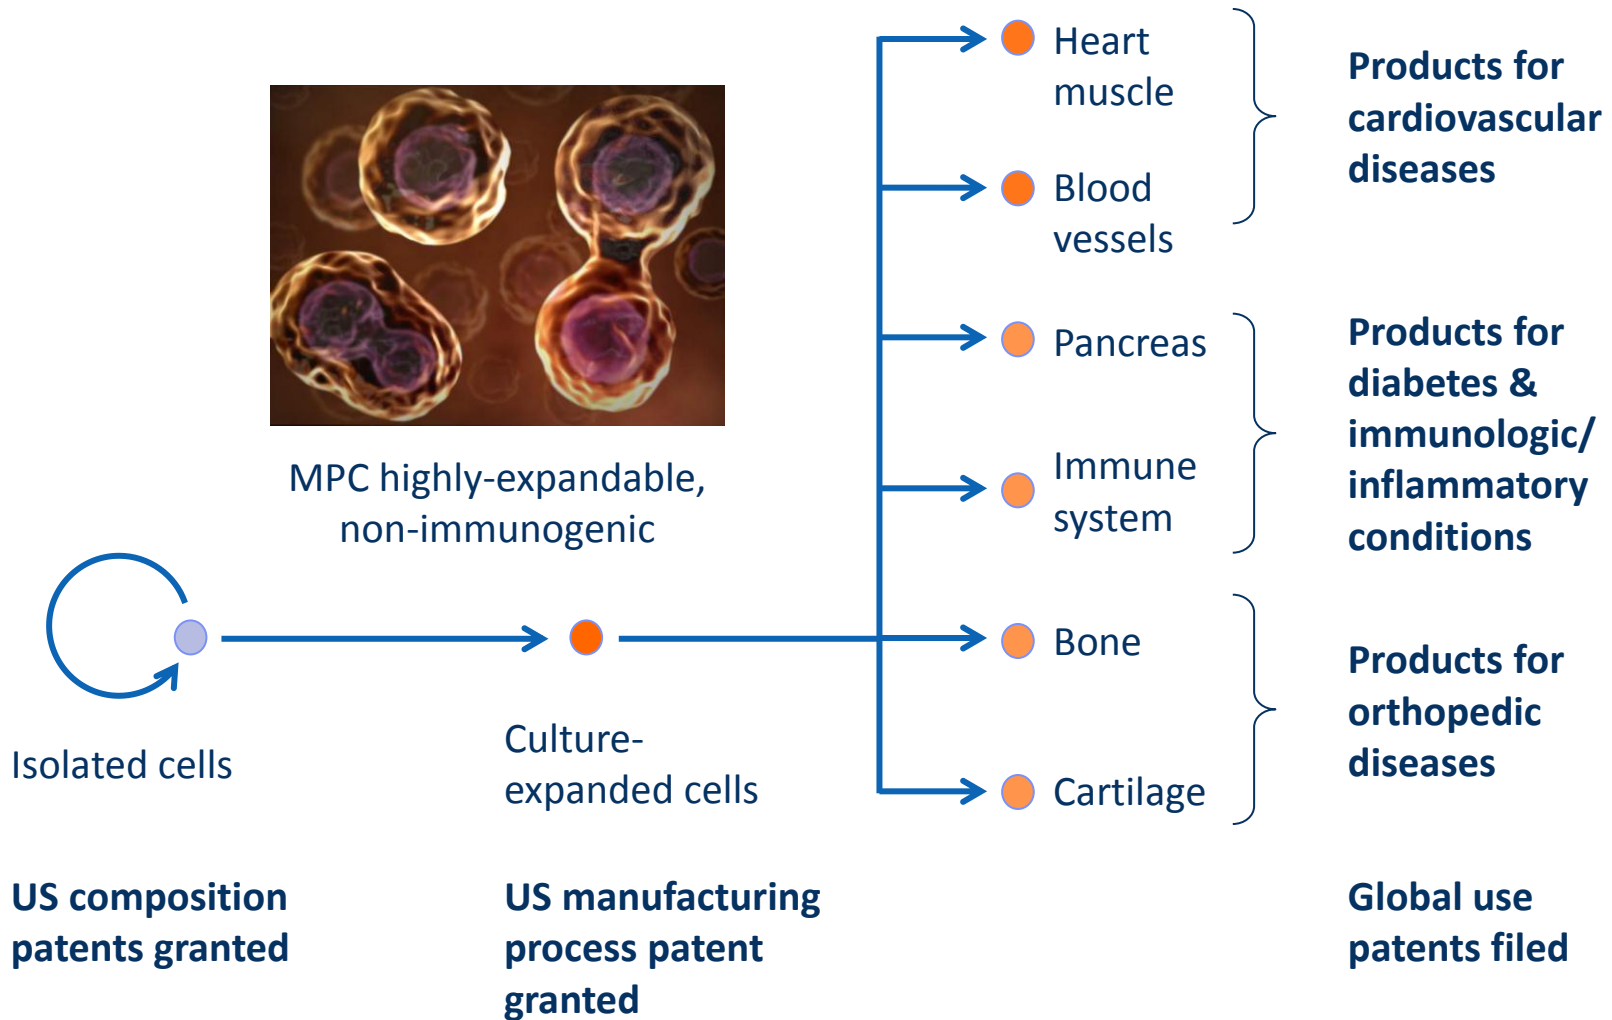 Heart
muscle
Blood
vessels
Products for
cardiovascular
diseases
MPC highly-expandable,
non-immunogenic
Pancreas
Immune
system
Products for
diabetes &
immunologic/
inflammatory
conditions
Bone
Cartilage
Products for
orthopedic
diseases
Isolated cells
Culture-
expanded cells
US composition
patents granted
US manufacturing
process patent
granted
Global use
patents filed